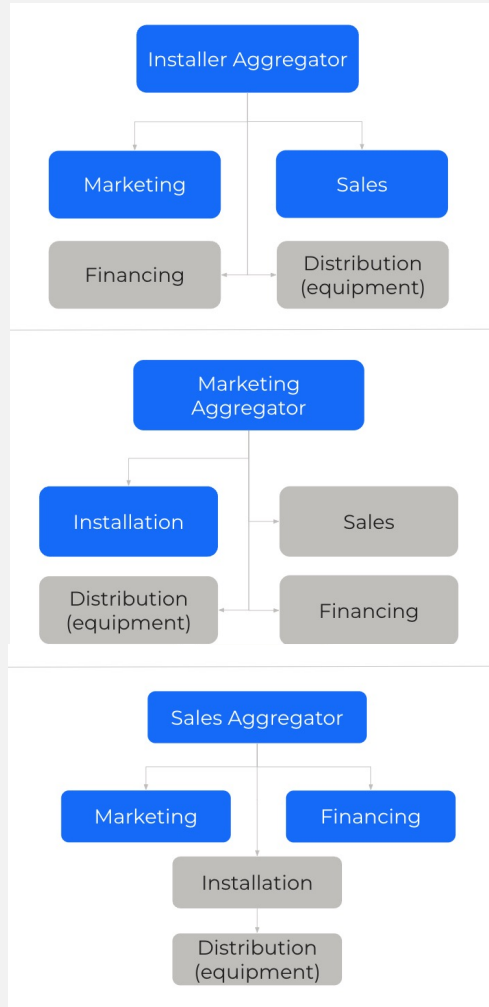 Installer Aggregator
Marketing
Sales
Financing
Distribution
(equipment)
Marketing
Aggregator
Installation
Sales
Distribution
(equipment)
Financing
Sales Aggregator
Marketing
Financing
Installation
Distribution
(equipment)